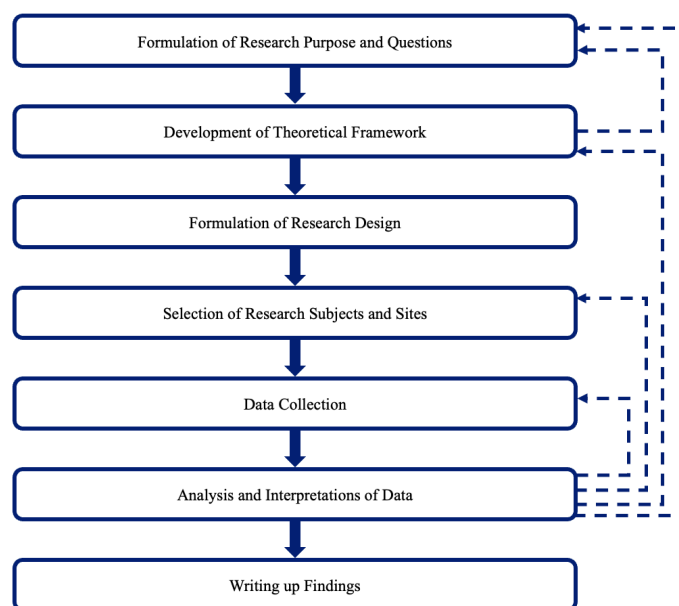 Formulation of Research Purpose and Questions
Development of Theoretical Framework
Formulation of Research Design
Selection of Research Subjects and Sites
Data Collection
Analysis and Interpretations of Data
Writing up Findings